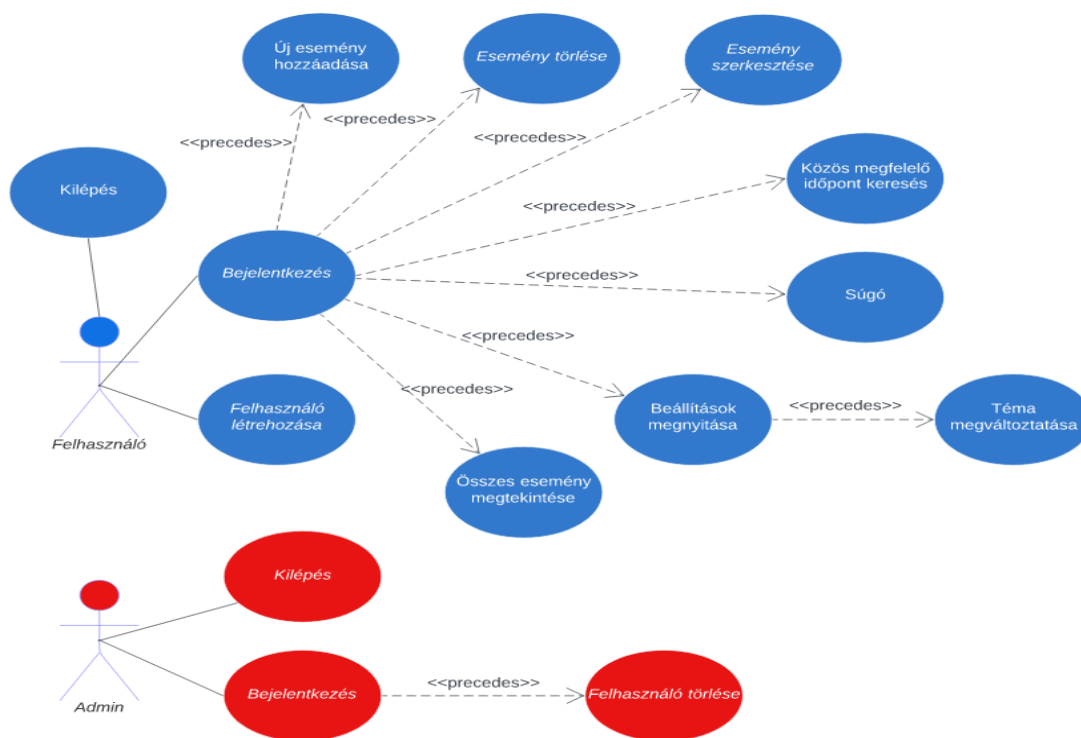 Új esemény
hozzáadása
Esemény törlése
Esemény
szerkesztése
<<precedes>>
<<precedes>>
<<precedes>>
Kilépés
Közös megfelelő
időpont keresés
<<precedes>>
Bejelentkezés
<<precedes>>
Súgó
<<precedes>>
Felhasználó
létrehozása
<<precedes>>
Beállítások
megnyitása
<<precedes>>
Téma
megváltoztatása
Felhasználó
Összes esemény
megtekintése
Kilépés
Admin
Bejelentkezés
<<precedes>>
Felhasználó törlése